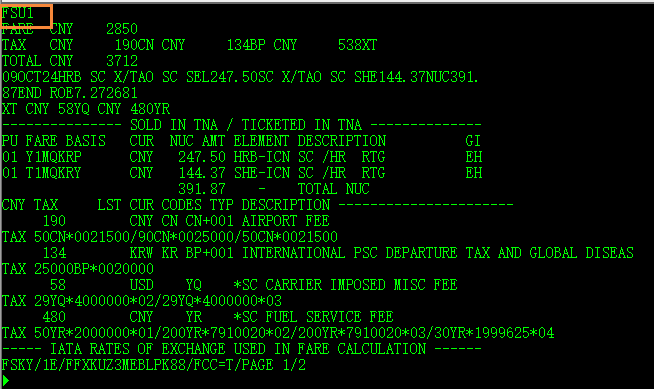 FSU1
FARE CNY 2850
TAX CNY 190CN CNY 134BP CNY 538XT
TOTAL CNY 3712
09OCT24HRB SC X/TAO SC SEL247.50SC X/TAO SC SHE144.37NUC391.
87END ROE7.272681
XT CNY 58YQ CNY 480YR
--------------- SOLD IN TNA / TICKETED IN TNA --------------
PU FARE BASIS CUR NUC AMT ELEMENT DESCRIPTION GI
01 Y1MQKRP CNY 247.50 HRB-ICN SC /HR RTG EH
01 T1MQKRY CNY 144.37 SHE-ICN SC /HR RTG EH
391.87 - TOTAL NUC
CNY TAX LST CUR CODES TYP DESCRIPTION ----------------------
190 CNY CN CN+001 AIRPORT FEE
TAX 50CN*0021500/90CN*0025000/50CN*0021500
134 KRW KR BP+001 INTERNATIONAL PSC DEPARTURE TAX AND GLOBAL DISEAS
TAX 25000BP*0020000
58 USD YQ *SC CARRIER IMPOSED MISC FEE
TAX 29YQ*4000000*02/29YQ*4000000*03
480 CNY YR *SC FUEL SERVICE FEE
TAX 50YR*2000000*01/200YR*7910020*02/200YR*7910020*03/30YR*1999625*04
----- IATA RATES OF EXCHANGE USED IN FARE CALCULATION ------
FSKY/1E/FFXKUZ3MEBLPK88/FCC=T/PAGE 1/2